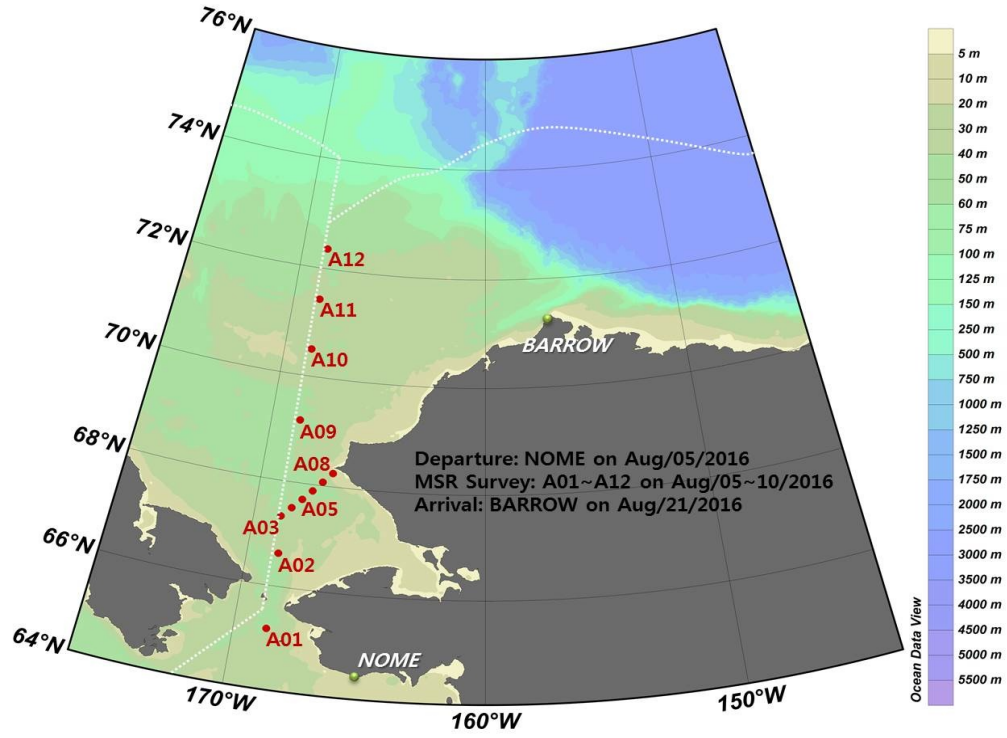 76°N
74°N
72°N
70°N
68°N
66°N
64°N
170°W
160°W
150°W
A12
A11
A10
A09
A08
A05
A03
A02
A01
BARROW
NOME
Departure: NOME on Aug/05/2016
MSR Survey: A01~A12 on Aug/05~10/2016
Arrival: BARROW on Aug/21/2016
5 m
10 m
20 m
30 m
40 m
50 m
60 m
75 m
100 m
125 m
150 m
250 m
500 m
750 m
1000 m
1250 m
1500 m
1750 m
2000 m
2500 m
3000 m
3500 m
4000 m
4500 m
5000 m
5500 m
Ocean Data View